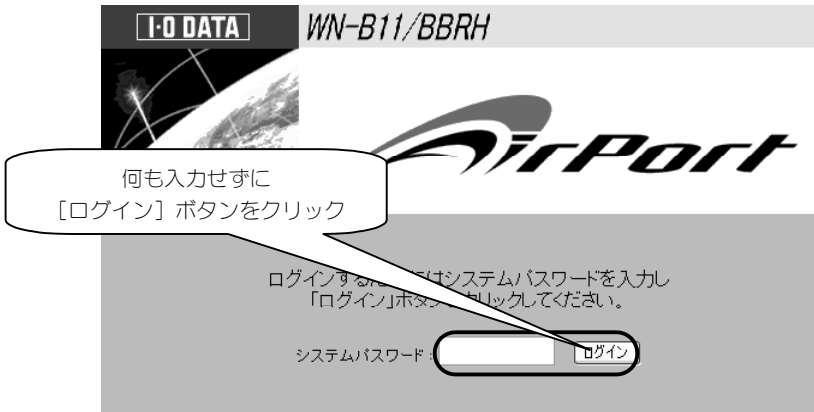 I-O DATA WN-B11/BBRH
AirPort
何も入力せずに
[ログイン] ボタンをクリック
ログインするはシステムパスワードを入力し
「ログイン」ボタリックしてください。
システムパスワード:
ログイン